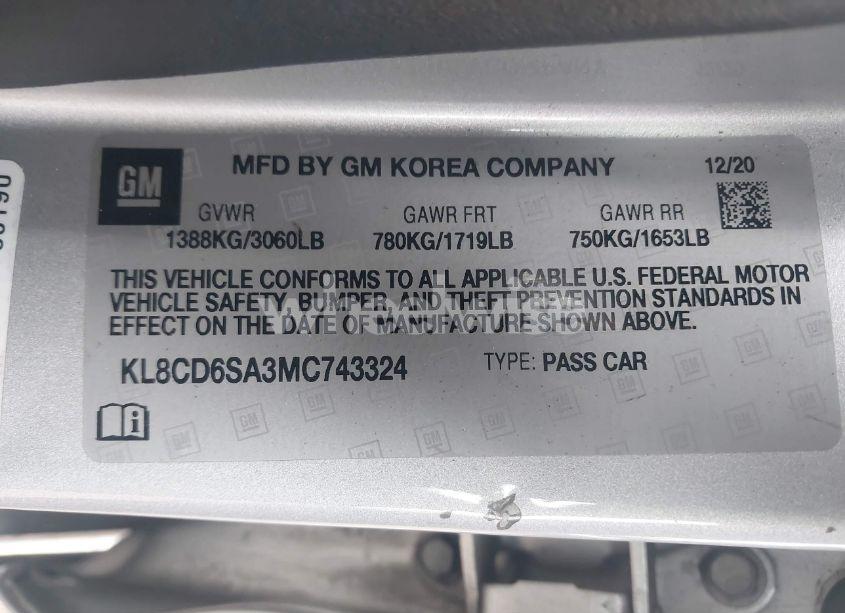 GM
MFD BY GM KOREA COMPANY
12/20
GVWR
GAWR FRT
GAWR RR
1388KG/3060LB
780KG/1719LB
750KG/1653LB
THIS VEHICLE CONFORMS TO ALL APPLICABLE U.S. FEDERAL MOTOR
VEHICLE SAFETY, BUMPER, AND THEFT PREVENTION STANDARDS IN
EFFECT ON THE DATE OF MANUFACTURE SHOWN ABOVE.
KL8CD6SA3MC743324
TYPE: PASS CAR